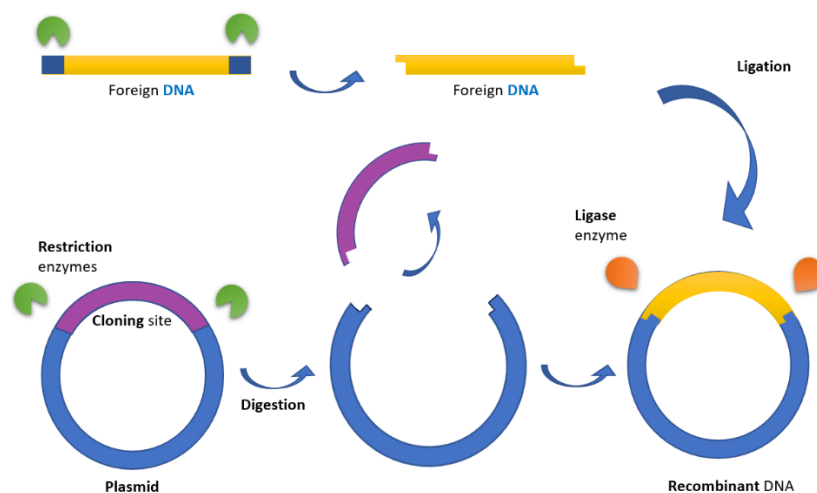 Foreign DNA
Foreign DNA
Ligation
Restriction
enzymes
Cloning site
Ligase
enzyme
Digestion
Plasmid
Recombinant DNA